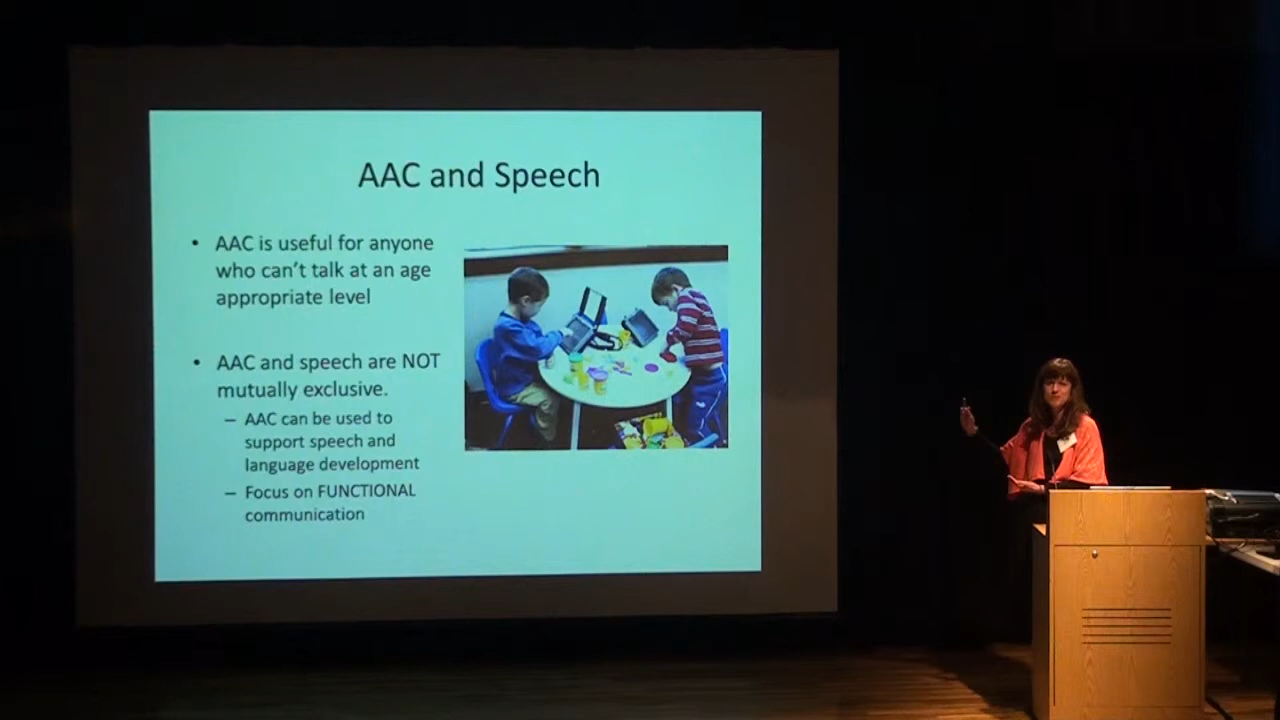 AAC and Speech
• AAC is useful for anyone
who can't talk at an age
appropriate level
• AAC and speech are NOT
mutually exclusive.
– AAC can be used to
support speech and
language development
– Focus on FUNCTIONAL
communication